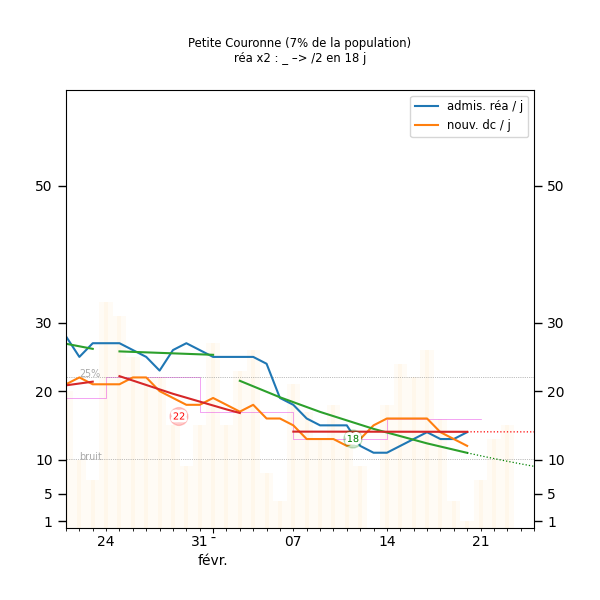 Petite Couronne (7% de la population)
réa x2 : _ –> /2 en 18 j
admis. réa / j
nouv. dc / j
50 50
30 30
25%
20 20
22
18
bruit
10 10
5 5
1 1
24 31 - 07 14 21
févr.